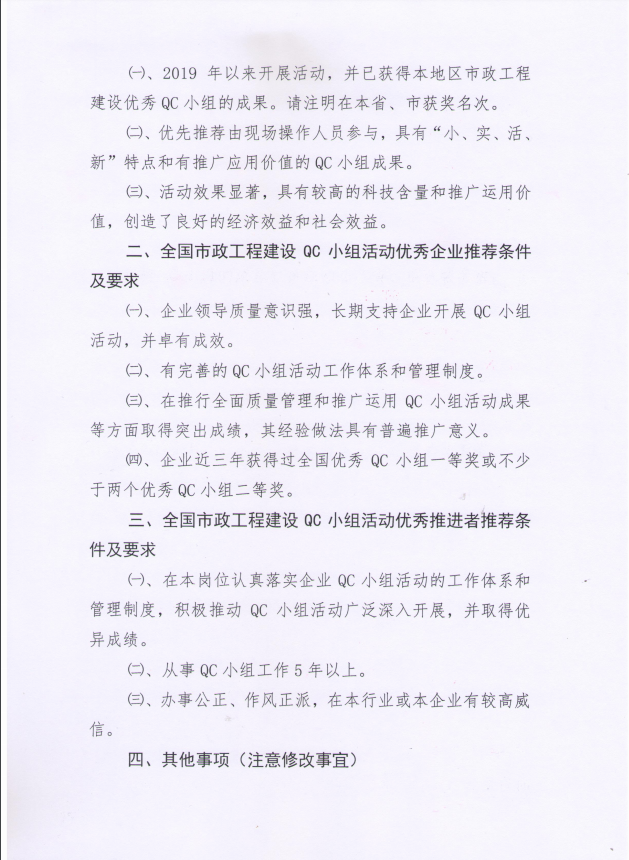 ㈠、2019 年以来开展活动，并已获得本地区市政工程
建设优秀QC小组的成果。请注明在本省、市获奖名次。
㈡、优先推荐由现场操作人员参与，具有“小、实、活、
新”特点和有推广应用价值的QC小组成果。
㈢、活动效果显著，具有较高的科技含量和推广运用价
值，创造了良好的经济效益和社会效益。
二、全国市政工程建设 QC 小组活动优秀企业推荐条件
及要求
㈠、企业领导质量意识强，长期支持企业开展 QC 小组
活动，并卓有成效。
㈡、有完善的QC小组活动工作体系和管理制度。
㈢、在推行全面质量管理和推广运用 QC 小组活动成果
等方面取得突出成绩，其经验做法具有普遍推广意义。
㈣、企业近三年获得过全国优秀 QC 小组一等奖或不少
于两个优秀QC小组二等奖。
三、全国市政工程建设 QC 小组活动优秀推进者推荐条
件及要求
㈠、在本岗位认真落实企业 QC 小组活动的工作体系和
管理制度，积极推动 QC 小组活动广泛深入开展，并取得优
异成绩。
㈡、从事QC小组工作5年以上。
㈢、办事公正、作风正派，在本行业或本企业有较高威
信。
四、其他事项（注意修改事宜）